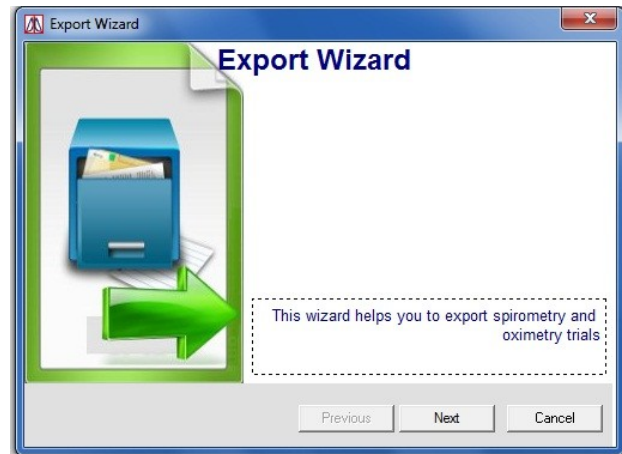 Export Wizard
Export Wizard
This wizard helps you to export spirometry and
oximetry trials
Previous
Next
Cancel